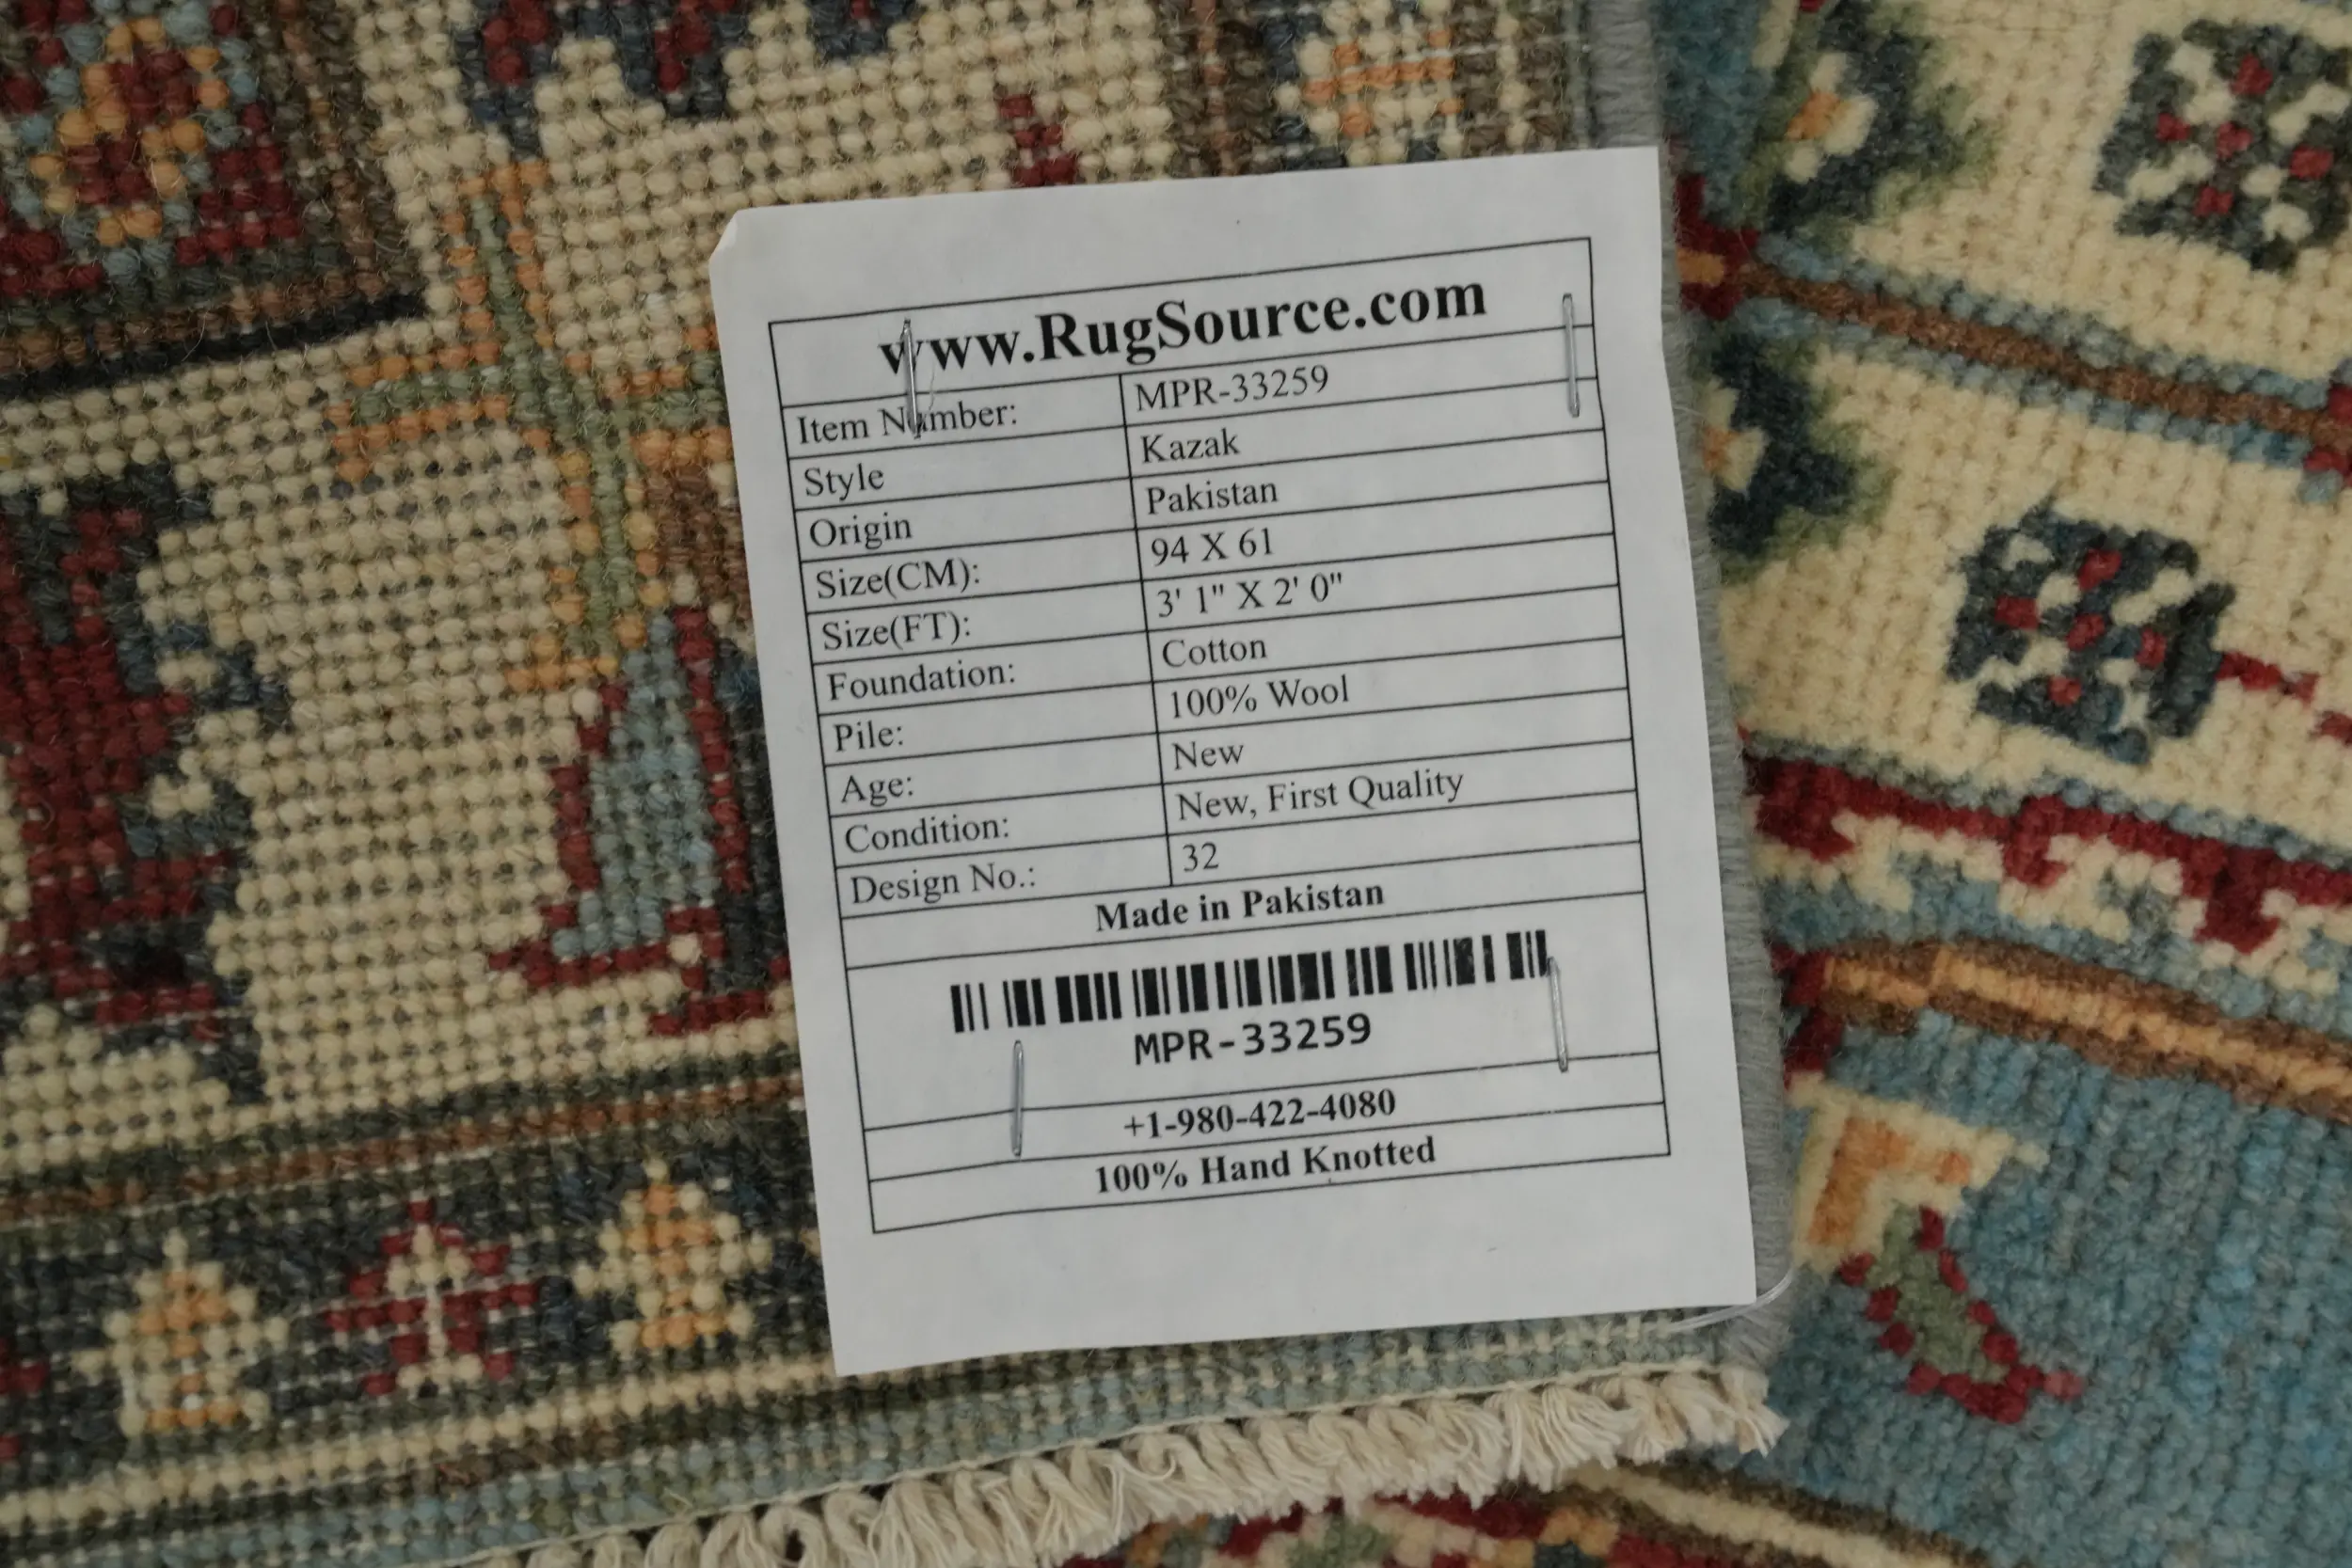 www.RugSource.com
Item Number: MPR-33259
Style Kazak
Origin Pakistan
Size(CM): 94 X 61
Size(FT): 3' 1" X 2' 0"
Foundation: Cotton
Pile: 100% Wool
Age: New
Condition: New, First Quality
Design No.: 32
Made in Pakistan
MPR-33259
+1-980-422-4080
100% Hand Knotted